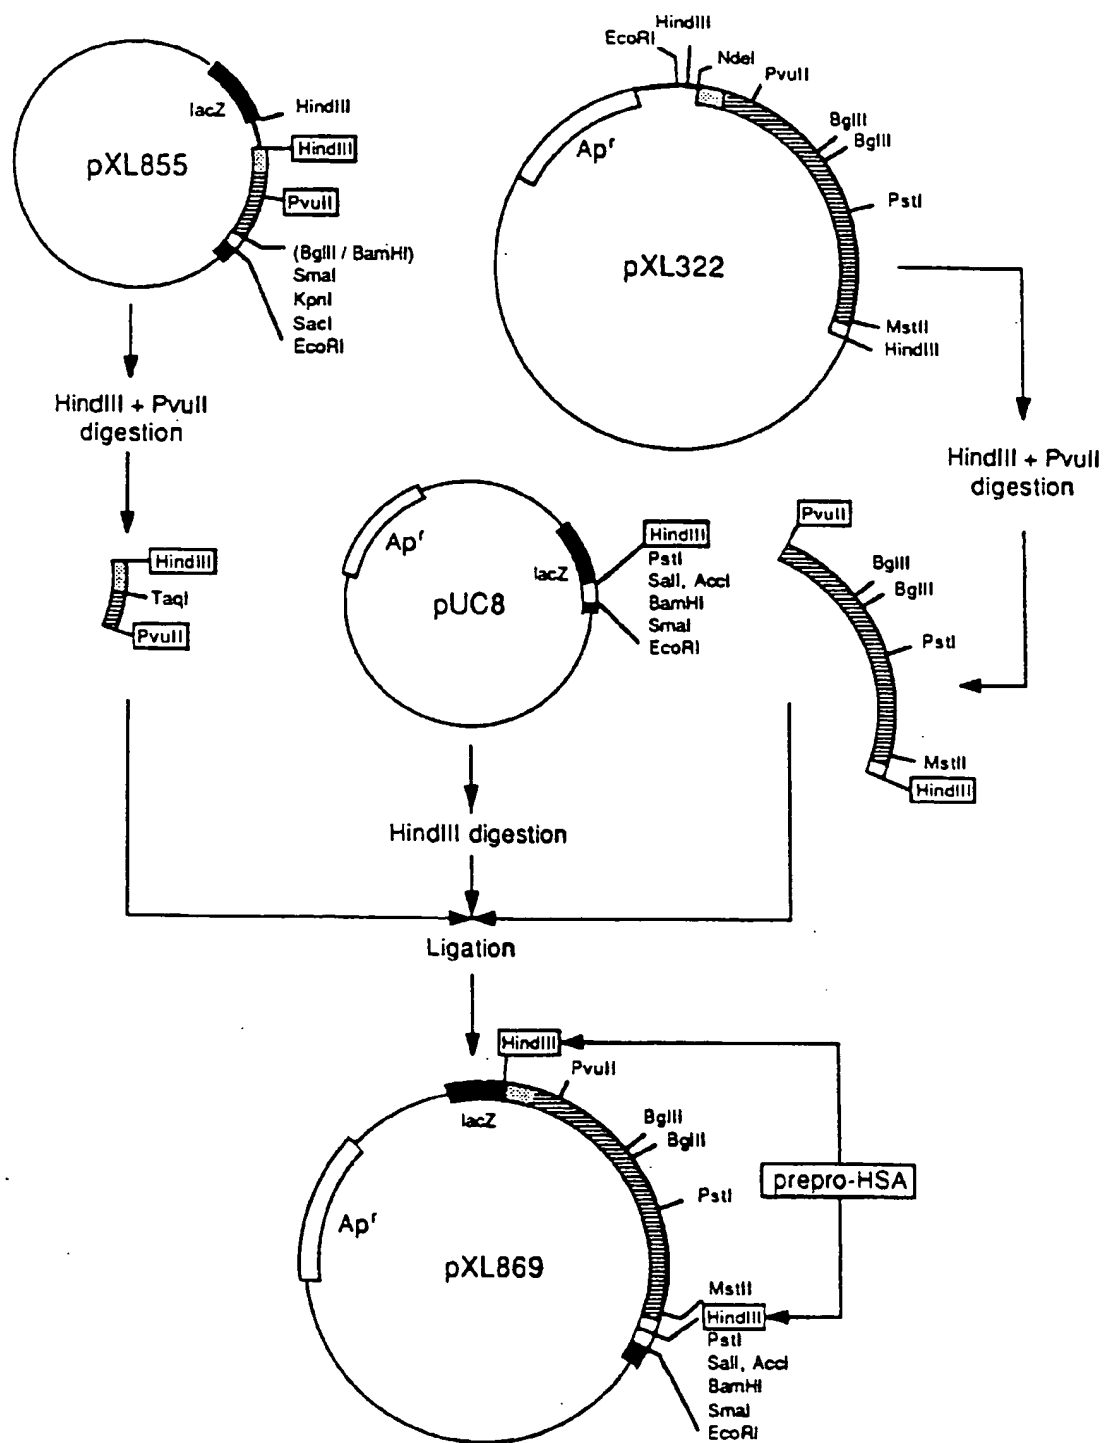 lacZ
HindIII
HindIII
pXL855
PvuII
(BglII / BamHI)
SmaI
KpnI
SacI
EcoRI
HindIII
EcoRI
NdeI
PvuII
Apʳ
BglII
BglII
PstI
pXL322
MstII
HindIII
HindIII + PvuII
digestion
HindIII + PvuII
digestion
HindIII
TaqI
PvuII
Apʳ
lacZ
pUC8
HindIII
PstI
SalI, AccI
BamHI
SmaI
EcoRI
PvuII
BglII
BglII
PstI
MstII
HindIII
HindIII digestion
Ligation
HindIII
PvuII
lacZ
BglII
BglII
PstI
prepro-HSA
Apʳ
pXL869
MstII
HindIII
PstI
SalI, AccI
BamHI
SmaI
EcoRI